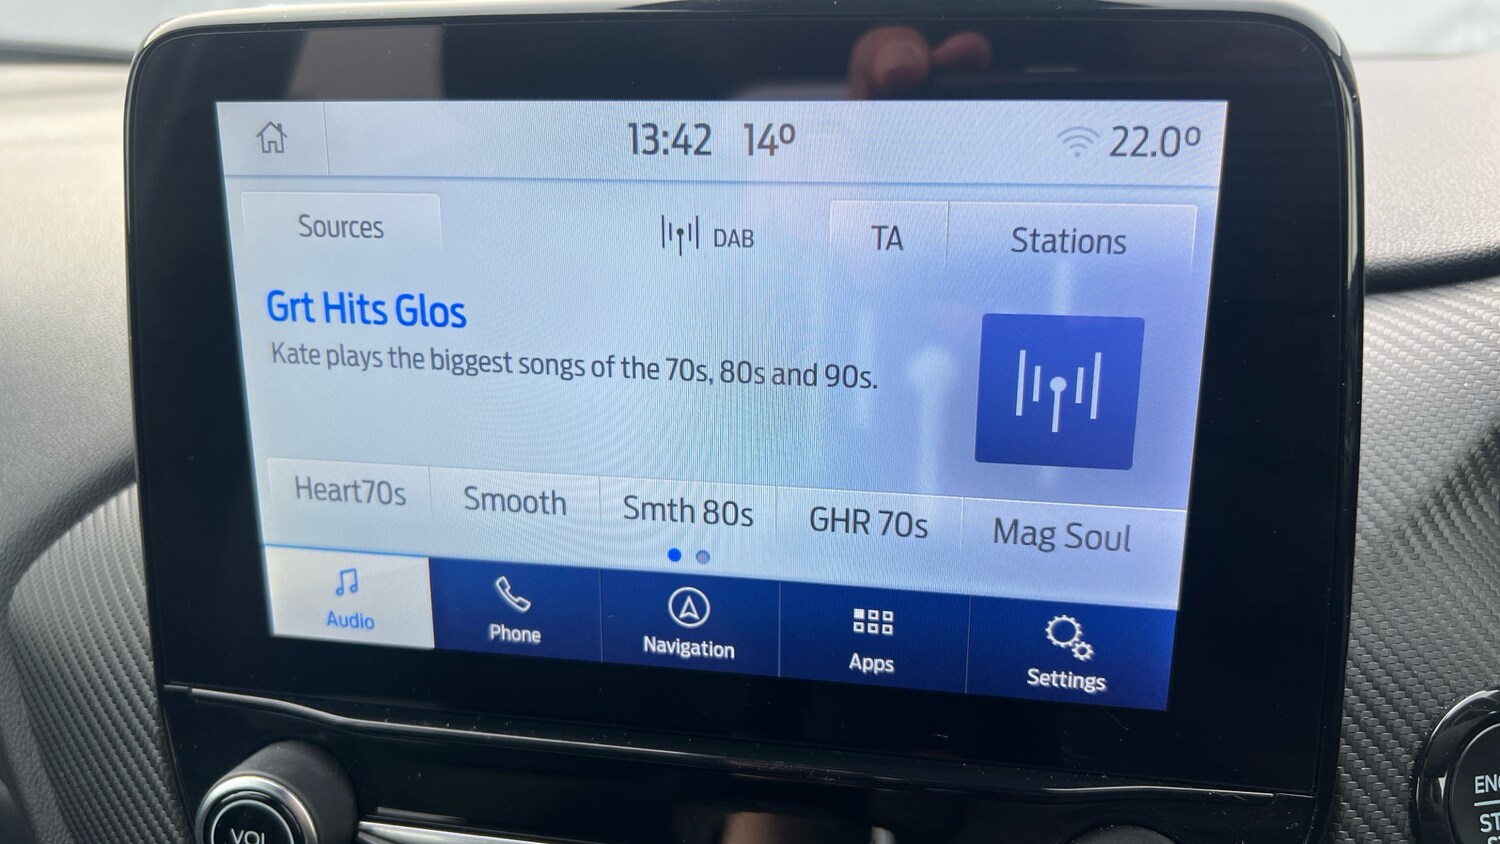 13:42 14º 22.0º
Sources DAB TA Stations
Grt Hits Glos
Kate plays the biggest songs of the 70s, 80s and 90s.
Heart70s Smooth Smth 80s GHR 70s Mag Soul
Audio Phone Navigation Apps Settings
VOL